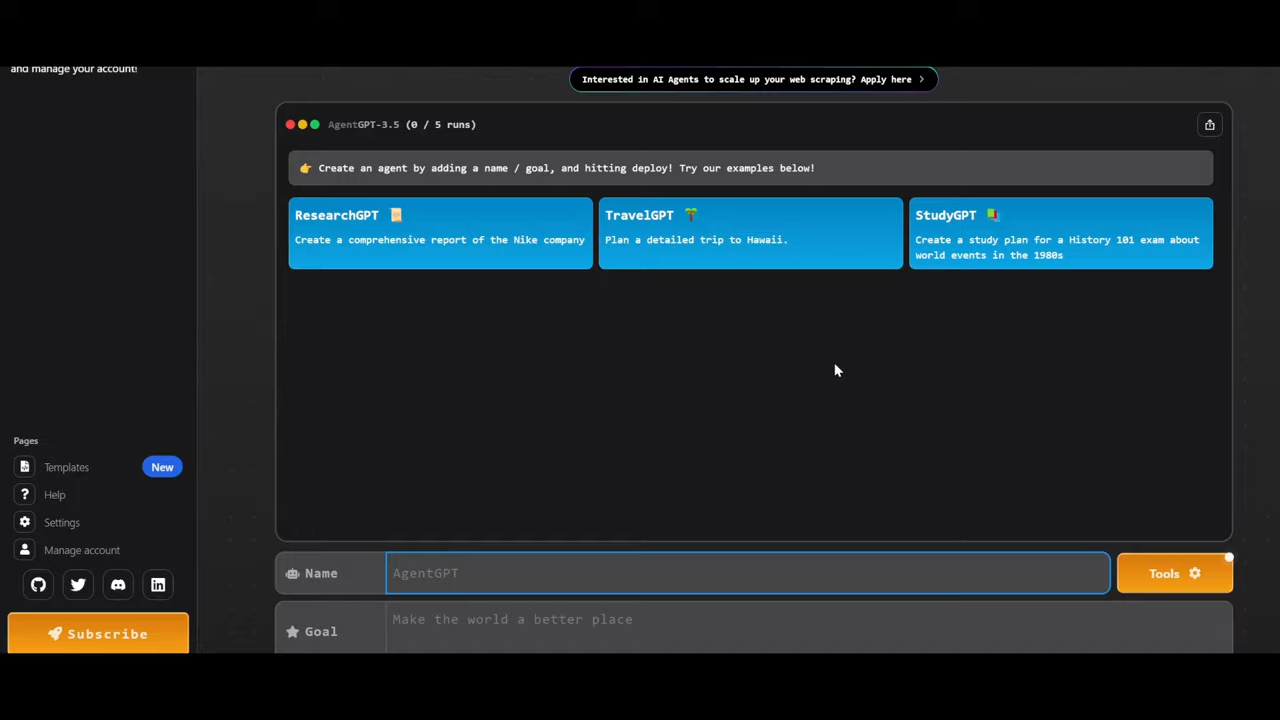 and manage your account!
Interested in AI Agents to scale up your web scraping? Apply here
AgentGPT-3.5 (0 / 5 runs)
👉 Create an agent by adding a name / goal, and hitting deploy! Try our examples below!
ResearchGPT 📜
Create a comprehensive report of the Nike company
TravelGPT 🌴
Plan a detailed trip to Hawaii.
StudyGPT 📚
Create a study plan for a History 101 exam about
world events in the 1980s
Pages
Templates New
Help
Settings
Manage account
Subscribe
Name AgentGPT
Tools
Goal Make the world a better place